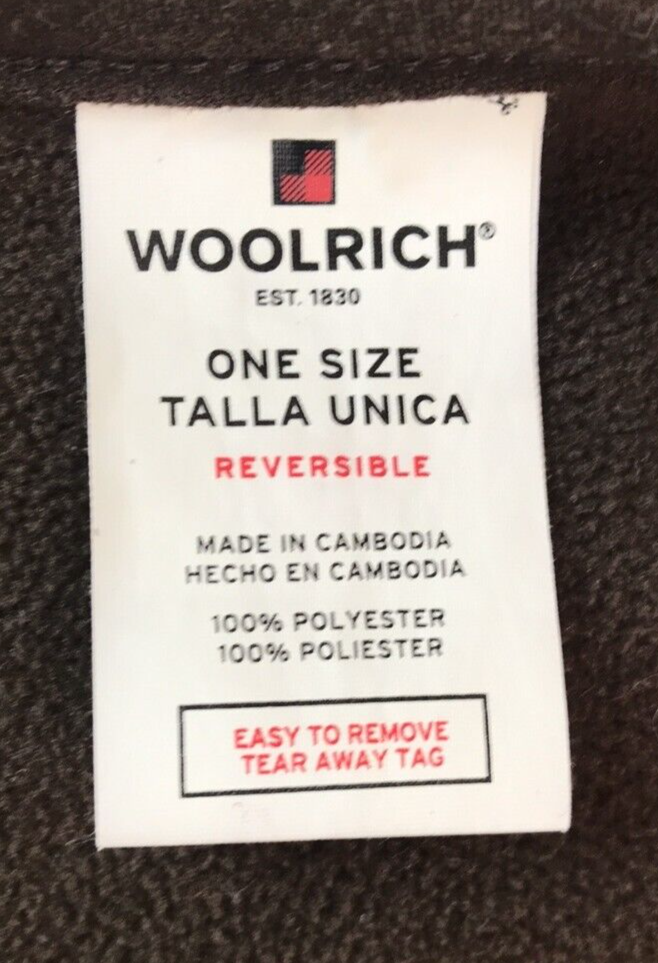 WOOLRICH®
EST. 1830
ONE SIZE
TALLA UNICA
REVERSIBLE
MADE IN CAMBODIA
HECHO EN CAMBODIA
100% POLYESTER
100% POLIESTER
EASY TO REMOVE
TEAR AWAY TAG